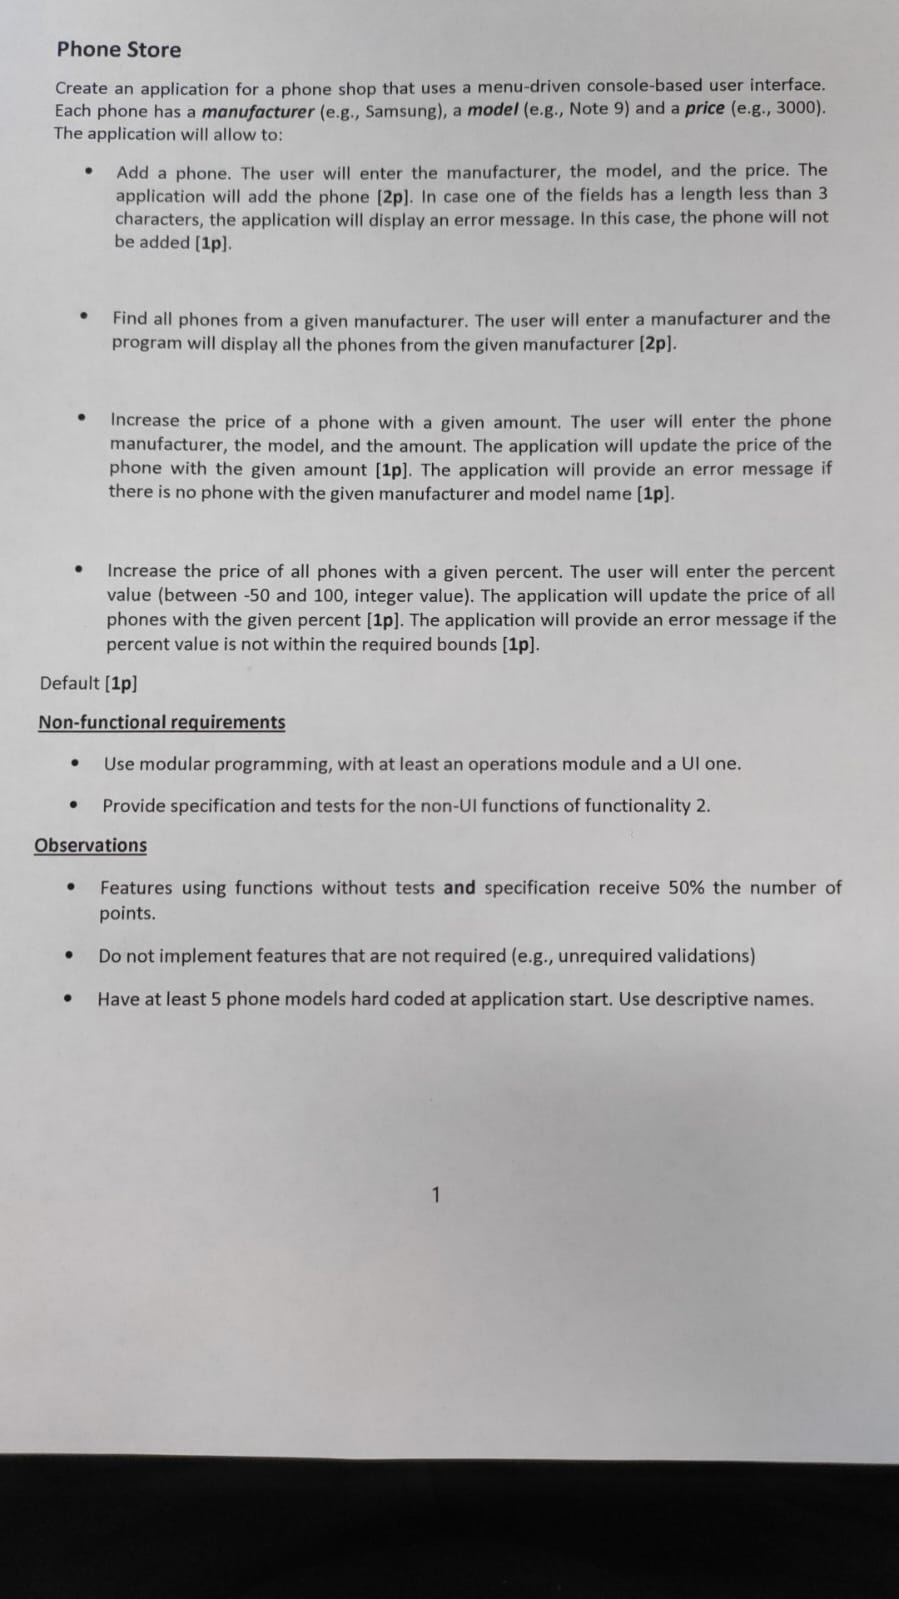 Phone Store
Create an application for a phone shop that uses a menu-driven console-based user interface.
Each phone has a manufacturer (e.g., Samsung), a model (e.g., Note 9) and a price (e.g., 3000).
The application will allow to:
• Add a phone. The user will enter the manufacturer, the model, and the price. The
application will add the phone [2p]. In case one of the fields has a length less than 3
characters, the application will display an error message. In this case, the phone will not
be added [1p].
• Find all phones from a given manufacturer. The user will enter a manufacturer and the
program will display all the phones from the given manufacturer [2p].
• Increase the price of a phone with a given amount. The user will enter the phone
manufacturer, the model, and the amount. The application will update the price of the
phone with the given amount [1p]. The application will provide an error message if
there is no phone with the given manufacturer and model name [1p].
• Increase the price of all phones with a given percent. The user will enter the percent
value (between -50 and 100, integer value). The application will update the price of all
phones with the given percent [1p]. The application will provide an error message if the
percent value is not within the required bounds [1p].
Default [1p]
Non-functional requirements
• Use modular programming, with at least an operations module and a UI one.
• Provide specification and tests for the non-UI functions of functionality 2.
Observations
• Features using functions without tests and specification receive 50% the number of
points.
• Do not implement features that are not required (e.g., unrequired validations)
• Have at least 5 phone models hard coded at application start. Use descriptive names.
1